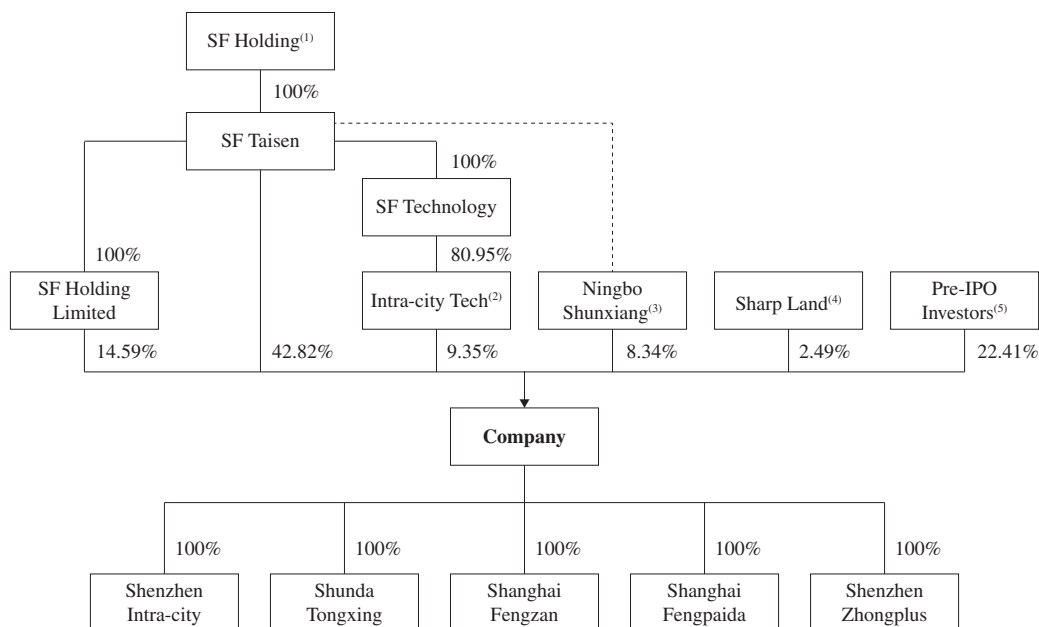 SF Holding(1)
100%
SF Taisen
100%
SF Technology
100%
80.95%
SF Holding
Limited
Intra-city Tech(2)
Ningbo
Shunxiang(3)
Sharp Land(4)
Pre-IPO
Investors(5)
14.59%
42.82%
9.35%
8.34%
2.49%
22.41%
Company
100%
100%
100%
100%
100%
Shenzhen
Intra-city
Shunda
Tongxing
Shanghai
Fengzan
Shanghai
Fengpaida
Shenzhen
Zhongplus